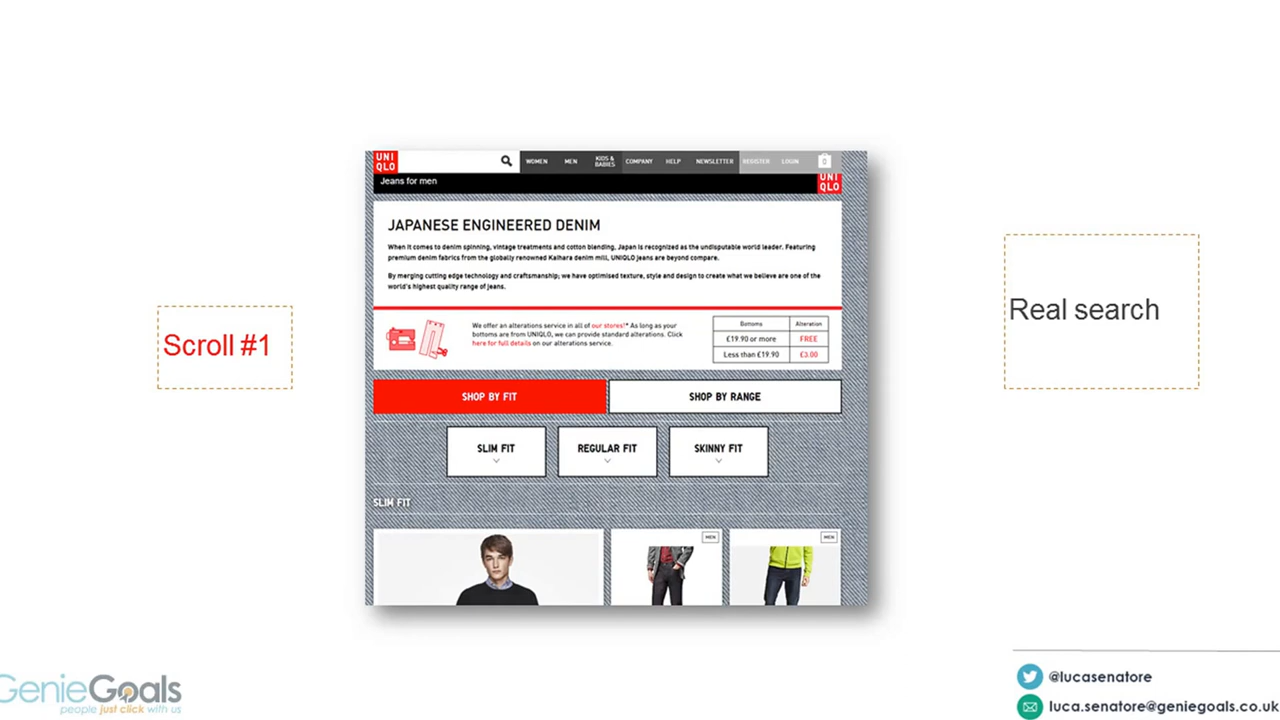 UNI
QLO
WOMEN
MEN
KIDS &
BABIES
COMPANY
HELP
NEWSLETTER
REGISTER
LOGIN
0
Jeans for men
UNI
QLO
JAPANESE ENGINEERED DENIM
When it comes to denim spinning, vintage treatments and cotton blending, Japan is recognized as the undisputable world leader. Featuring
premium denim fabrics from the globally renowned Kaihara denim mill, UNIQLO jeans are beyond compare.
By merging cutting edge technology and craftsmanship; we have optimised texture, style and design to create what we believe are one of the
world's highest quality range of jeans.
We offer an alterations service in all of our stores!* As long as your
bottoms are from UNIQLO, we can provide standard alterations. Click
here for full details on our alterations service.
Bottoms Alteration
£19.90 or more FREE
Less than £19.90 £3.00
Scroll #1
Real search
SHOP BY FIT
SHOP BY RANGE
SLIM FIT
REGULAR FIT
SKINNY FIT
SLIM FIT
MEN
MEN
GenieGoals
people just click with us
@lucasenatore
luca.senatore@geniegoals.co.uk